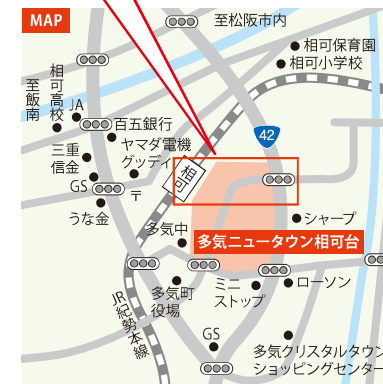 MAP
至松阪市内
相可保育園
相可小学校
至飯南
相可高校
JA
百五銀行
42
三重
信金
ヤマダ電機
グッディ
相可
GS
〒
うな金
シャープ
多気中
多気ニュータウン相可台
JR紀勢本線
多気町
役場
ミニ
ストップ
ローソン
GS
多気クリスタルタウン
ショッピングセンター